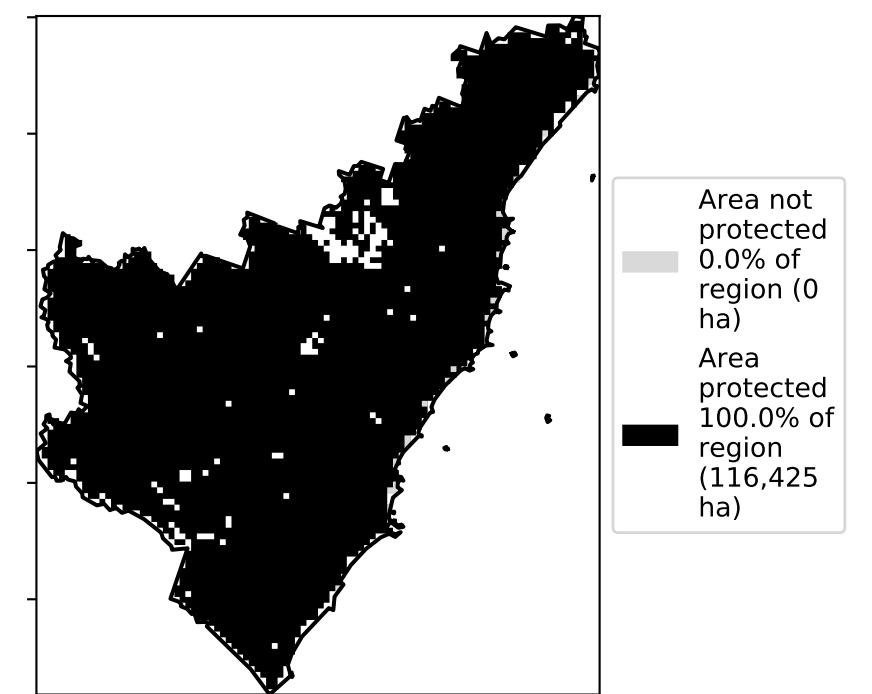 Area not
protected
0.0% of
region (0
ha)
Area
protected
100.0% of
region
(116,425
ha)